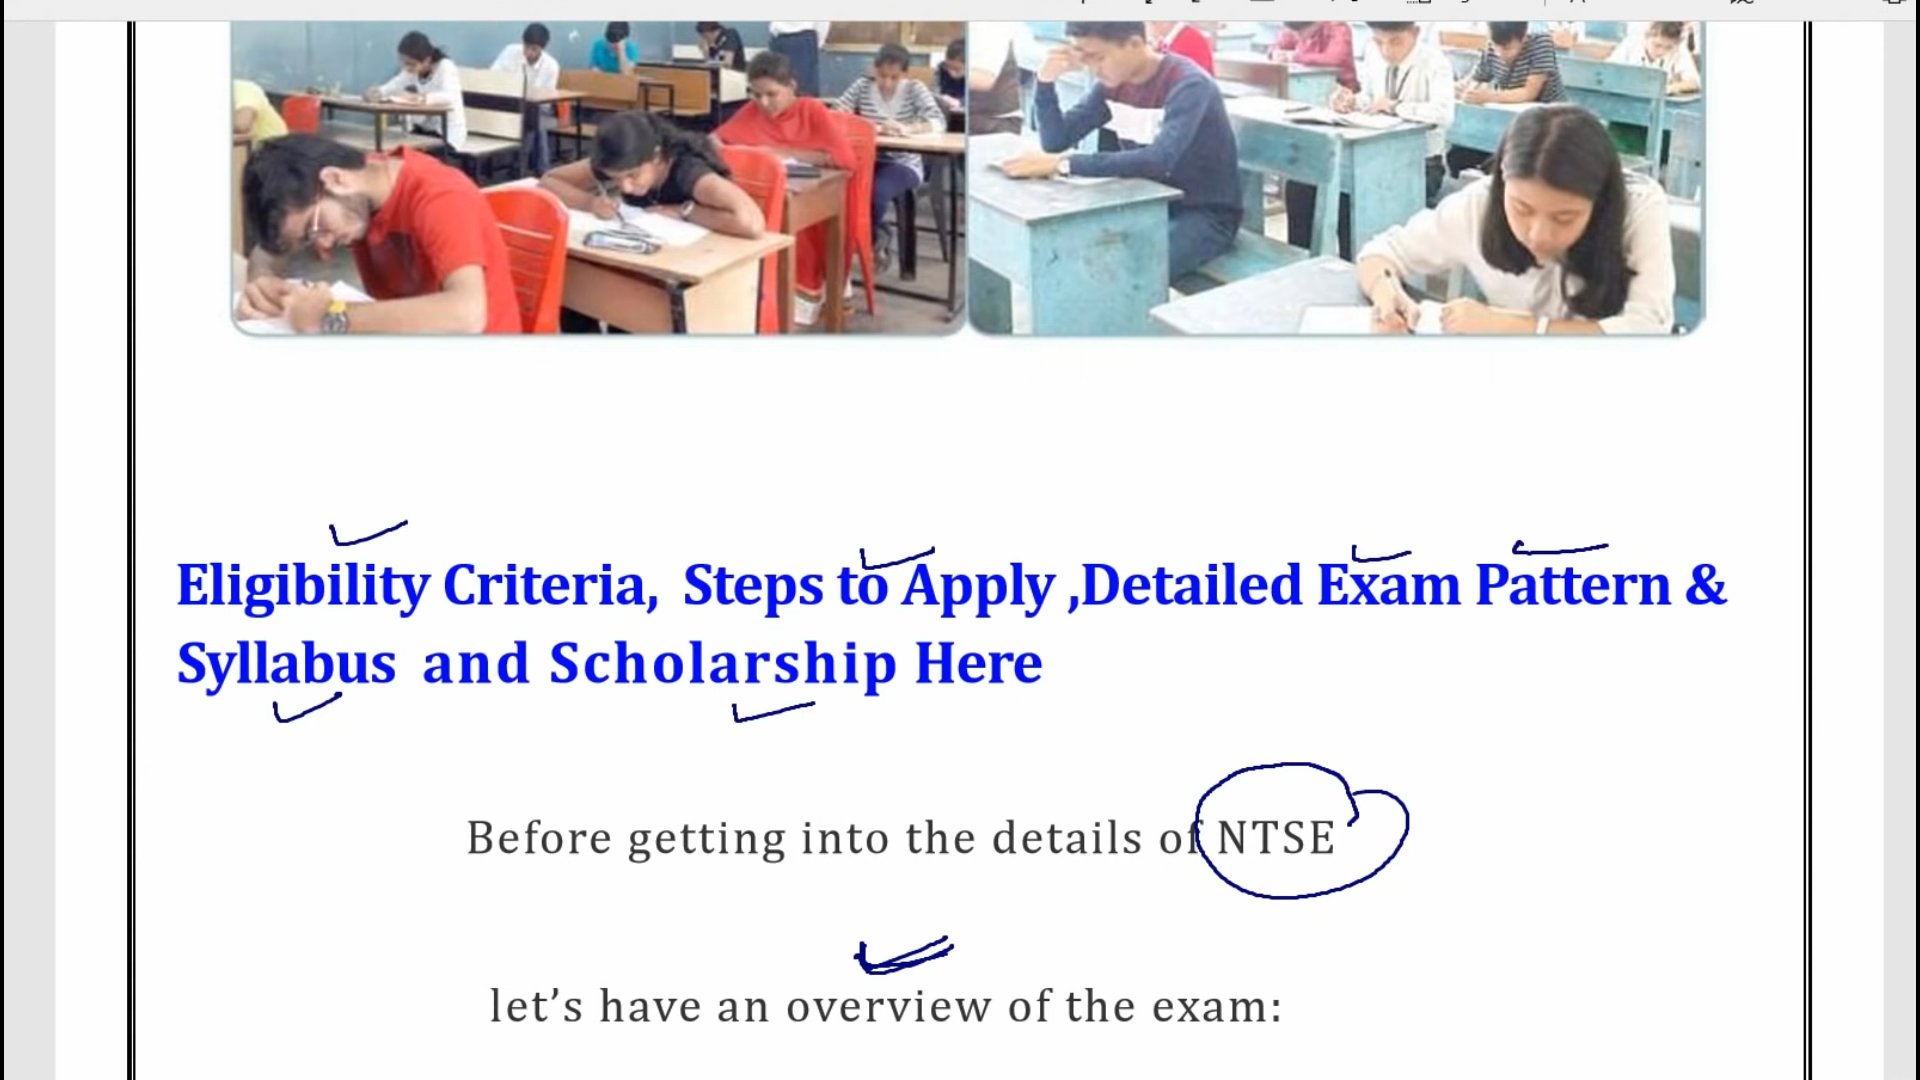 Eligibility Criteria, Steps to Apply ,Detailed Exam Pattern &
Syllabus and Scholarship Here
Before getting into the details of NTSE
let’s have an overview of the exam: